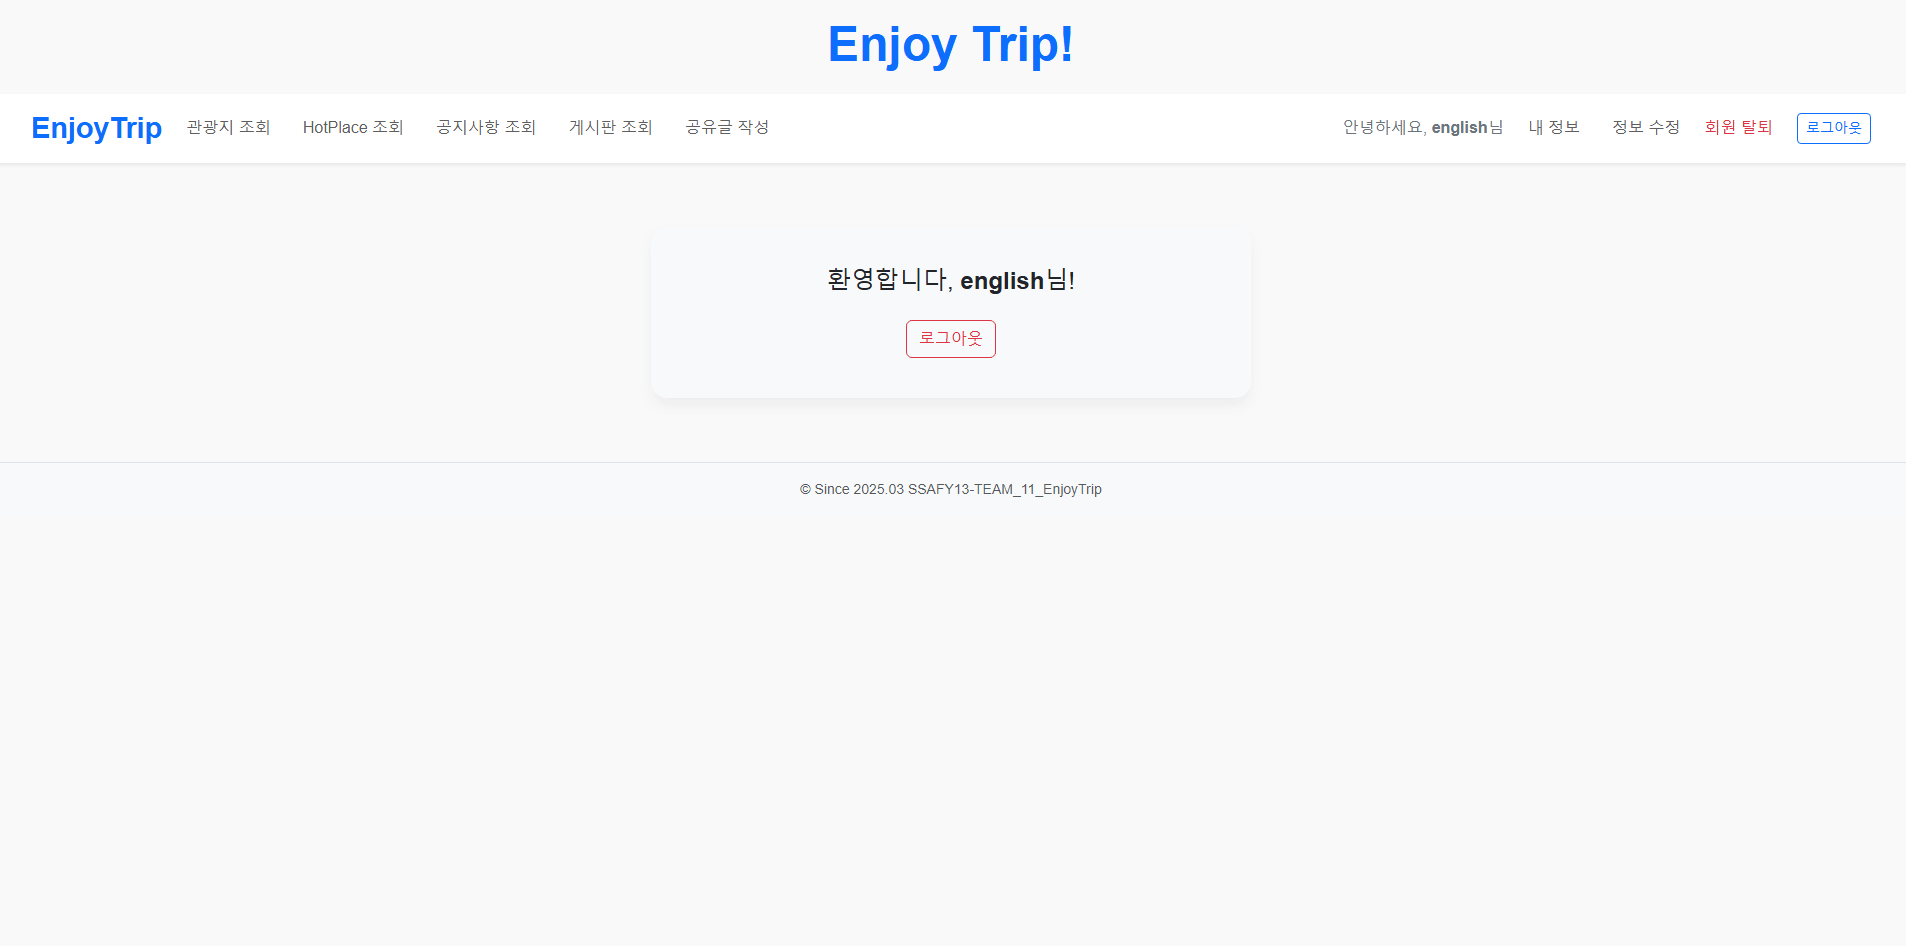 Enjoy Trip!
EnjoyTrip 관광지 조회 HotPlace 조회 공지사항 조회 게시판 조회 공유글 작성 안녕하세요, english님 내 정보 정보 수정 회원 탈퇴 로그아웃
환영합니다, english님!
로그아웃
© Since 2025.03 SSAFY13-TEAM_11_EnjoyTrip